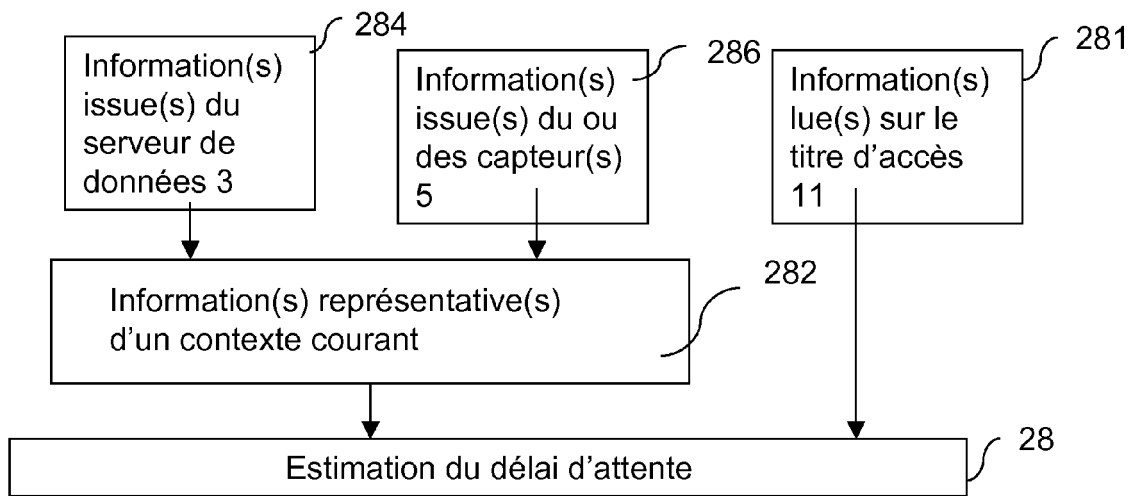 284
Information(s)
issue(s) du
serveur de
données 3
286
Information(s)
issue(s) du ou
des capteur(s)
5
281
Information(s)
lue(s) sur le
titre d'accès
11
282
Information(s) représentative(s)
d'un contexte courant
28
Estimation du délai d'attente